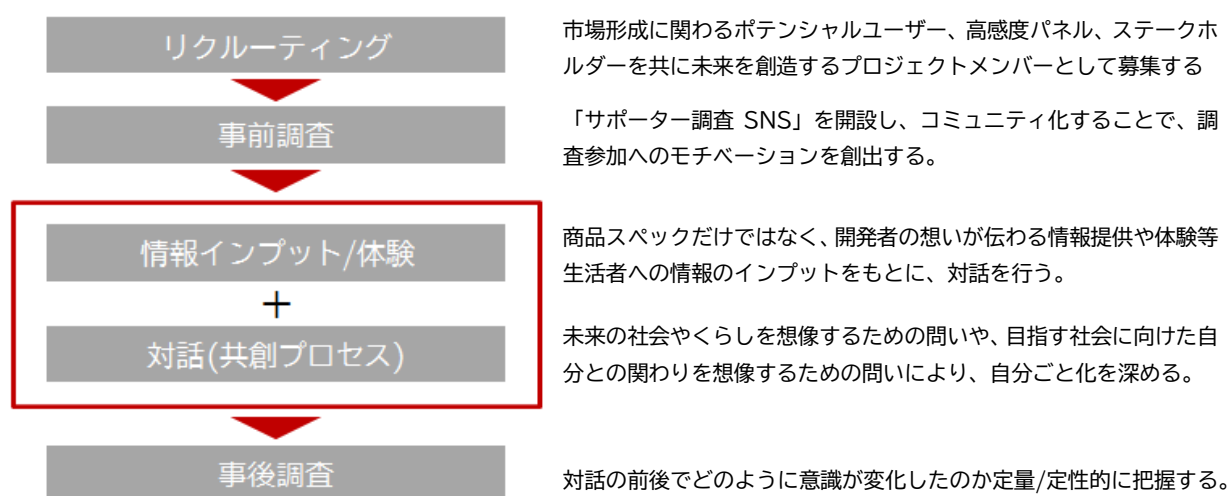 リクルーティング
市場形成に関わるポテンシャルユーザー、高感度パネル、ステークホ
ルダーを共に未来を創造するプロジェクトメンバーとして募集する
事前調査
「サポーター調査 SNS」を開設し、コミュニティ化することで、調
査参加へのモチベーションを創出する。
情報インプット/体験
商品スペックだけではなく、開発者の想いが伝わる情報提供や体験等
生活者への情報のインプットをもとに、対話を行う。
+
対話(共創プロセス)
未来の社会やくらしを想像するための問いや、目指す社会に向けた自
分との関わりを想像するための問いにより、自分ごと化を深める。
事後調査
対話の前後でどのように意識が変化したのか定量/定性的に把握する。